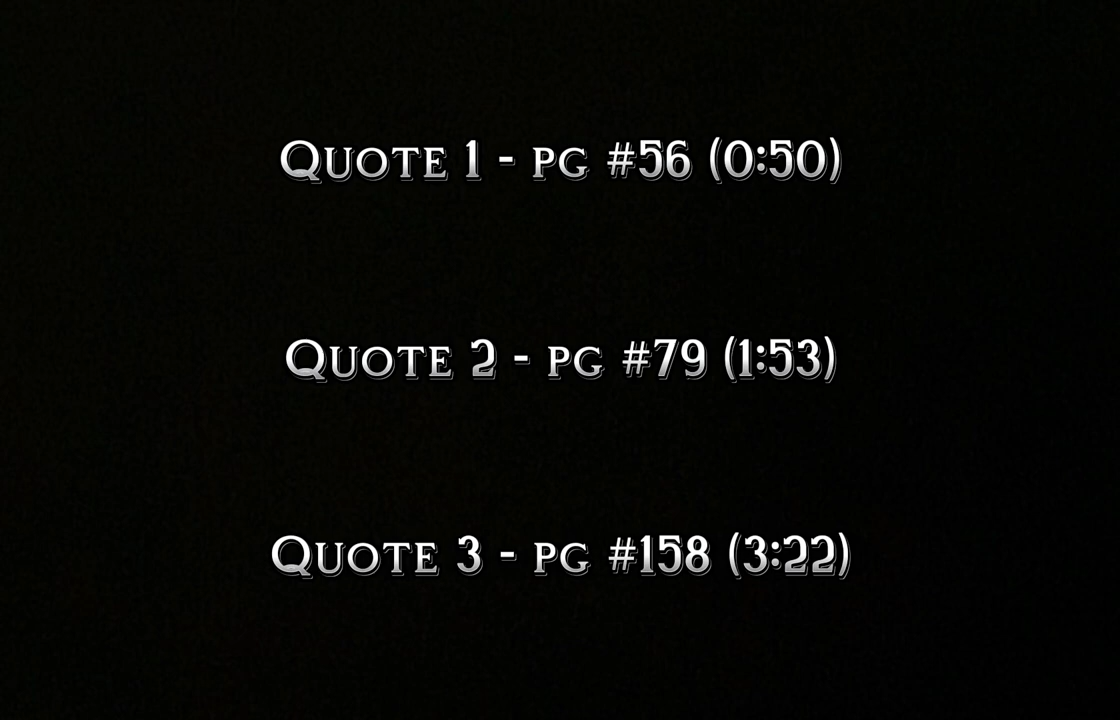 Quote 1 - pg #56 (0:50)
Quote 2 - pg #79 (1:53)
Quote 3 - pg #158 (3:22)